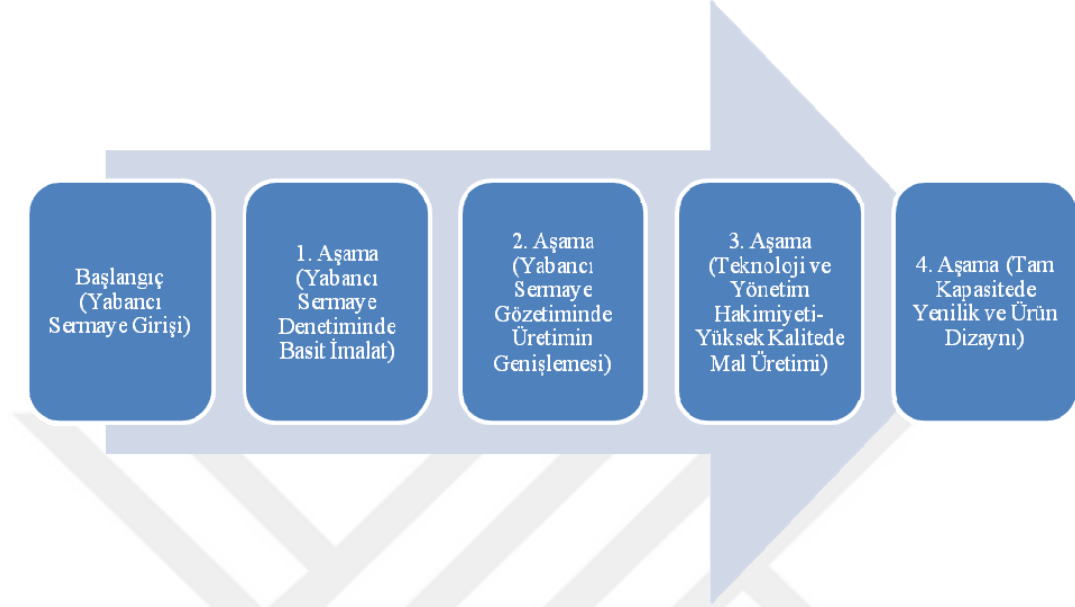 Başlangıç
(Yabancı
Sermaye Girişi)
1. Aşama
(Yabancı
Sermaye
Denetiminde
Basit İmalat)
2. Aşama
(Yabancı
Sermaye
Gözetiminde
Üretimin
Genişlemesi)
3. Aşama
(Teknoloji ve
Yönetim
Hakimiyeti-
Yüksek Kalitede
Mal Üretimi)
4. Aşama (Tam
Kapasitede
Yenilik ve Ürün
Dizaynı)